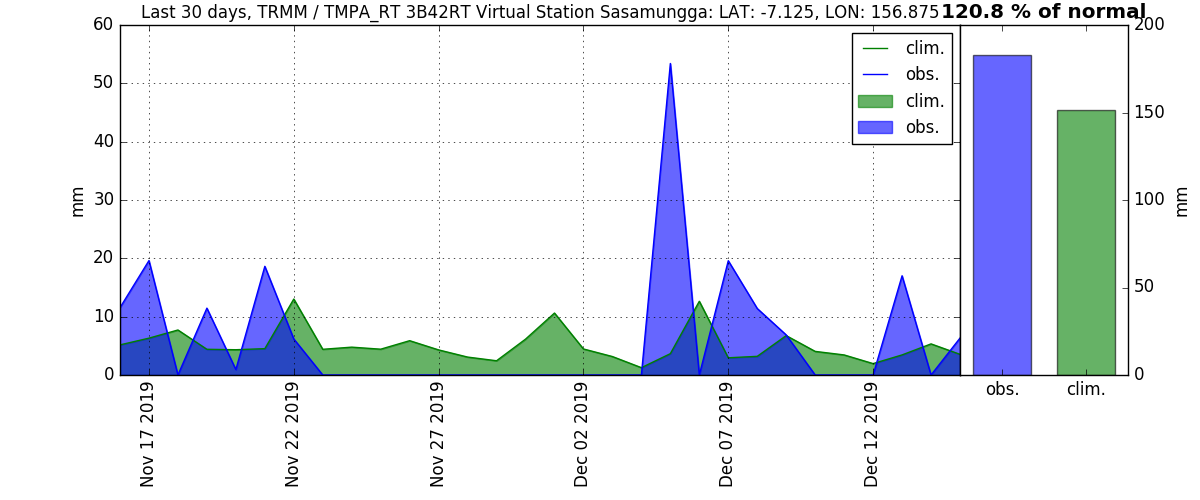 Last 30 days, TRMM / TMPA_RT 3B42RT Virtual Station Sasamungga: LAT: -7.125, LON: 156.875
120.8 % of normal
60
50
40
30
20
10
0
mm
clim.
obs.
clim.
obs.
Nov 17 2019
Nov 22 2019
Nov 27 2019
Dec 02 2019
Dec 07 2019
Dec 12 2019
200
150
100
50
0
mm
obs.
clim.